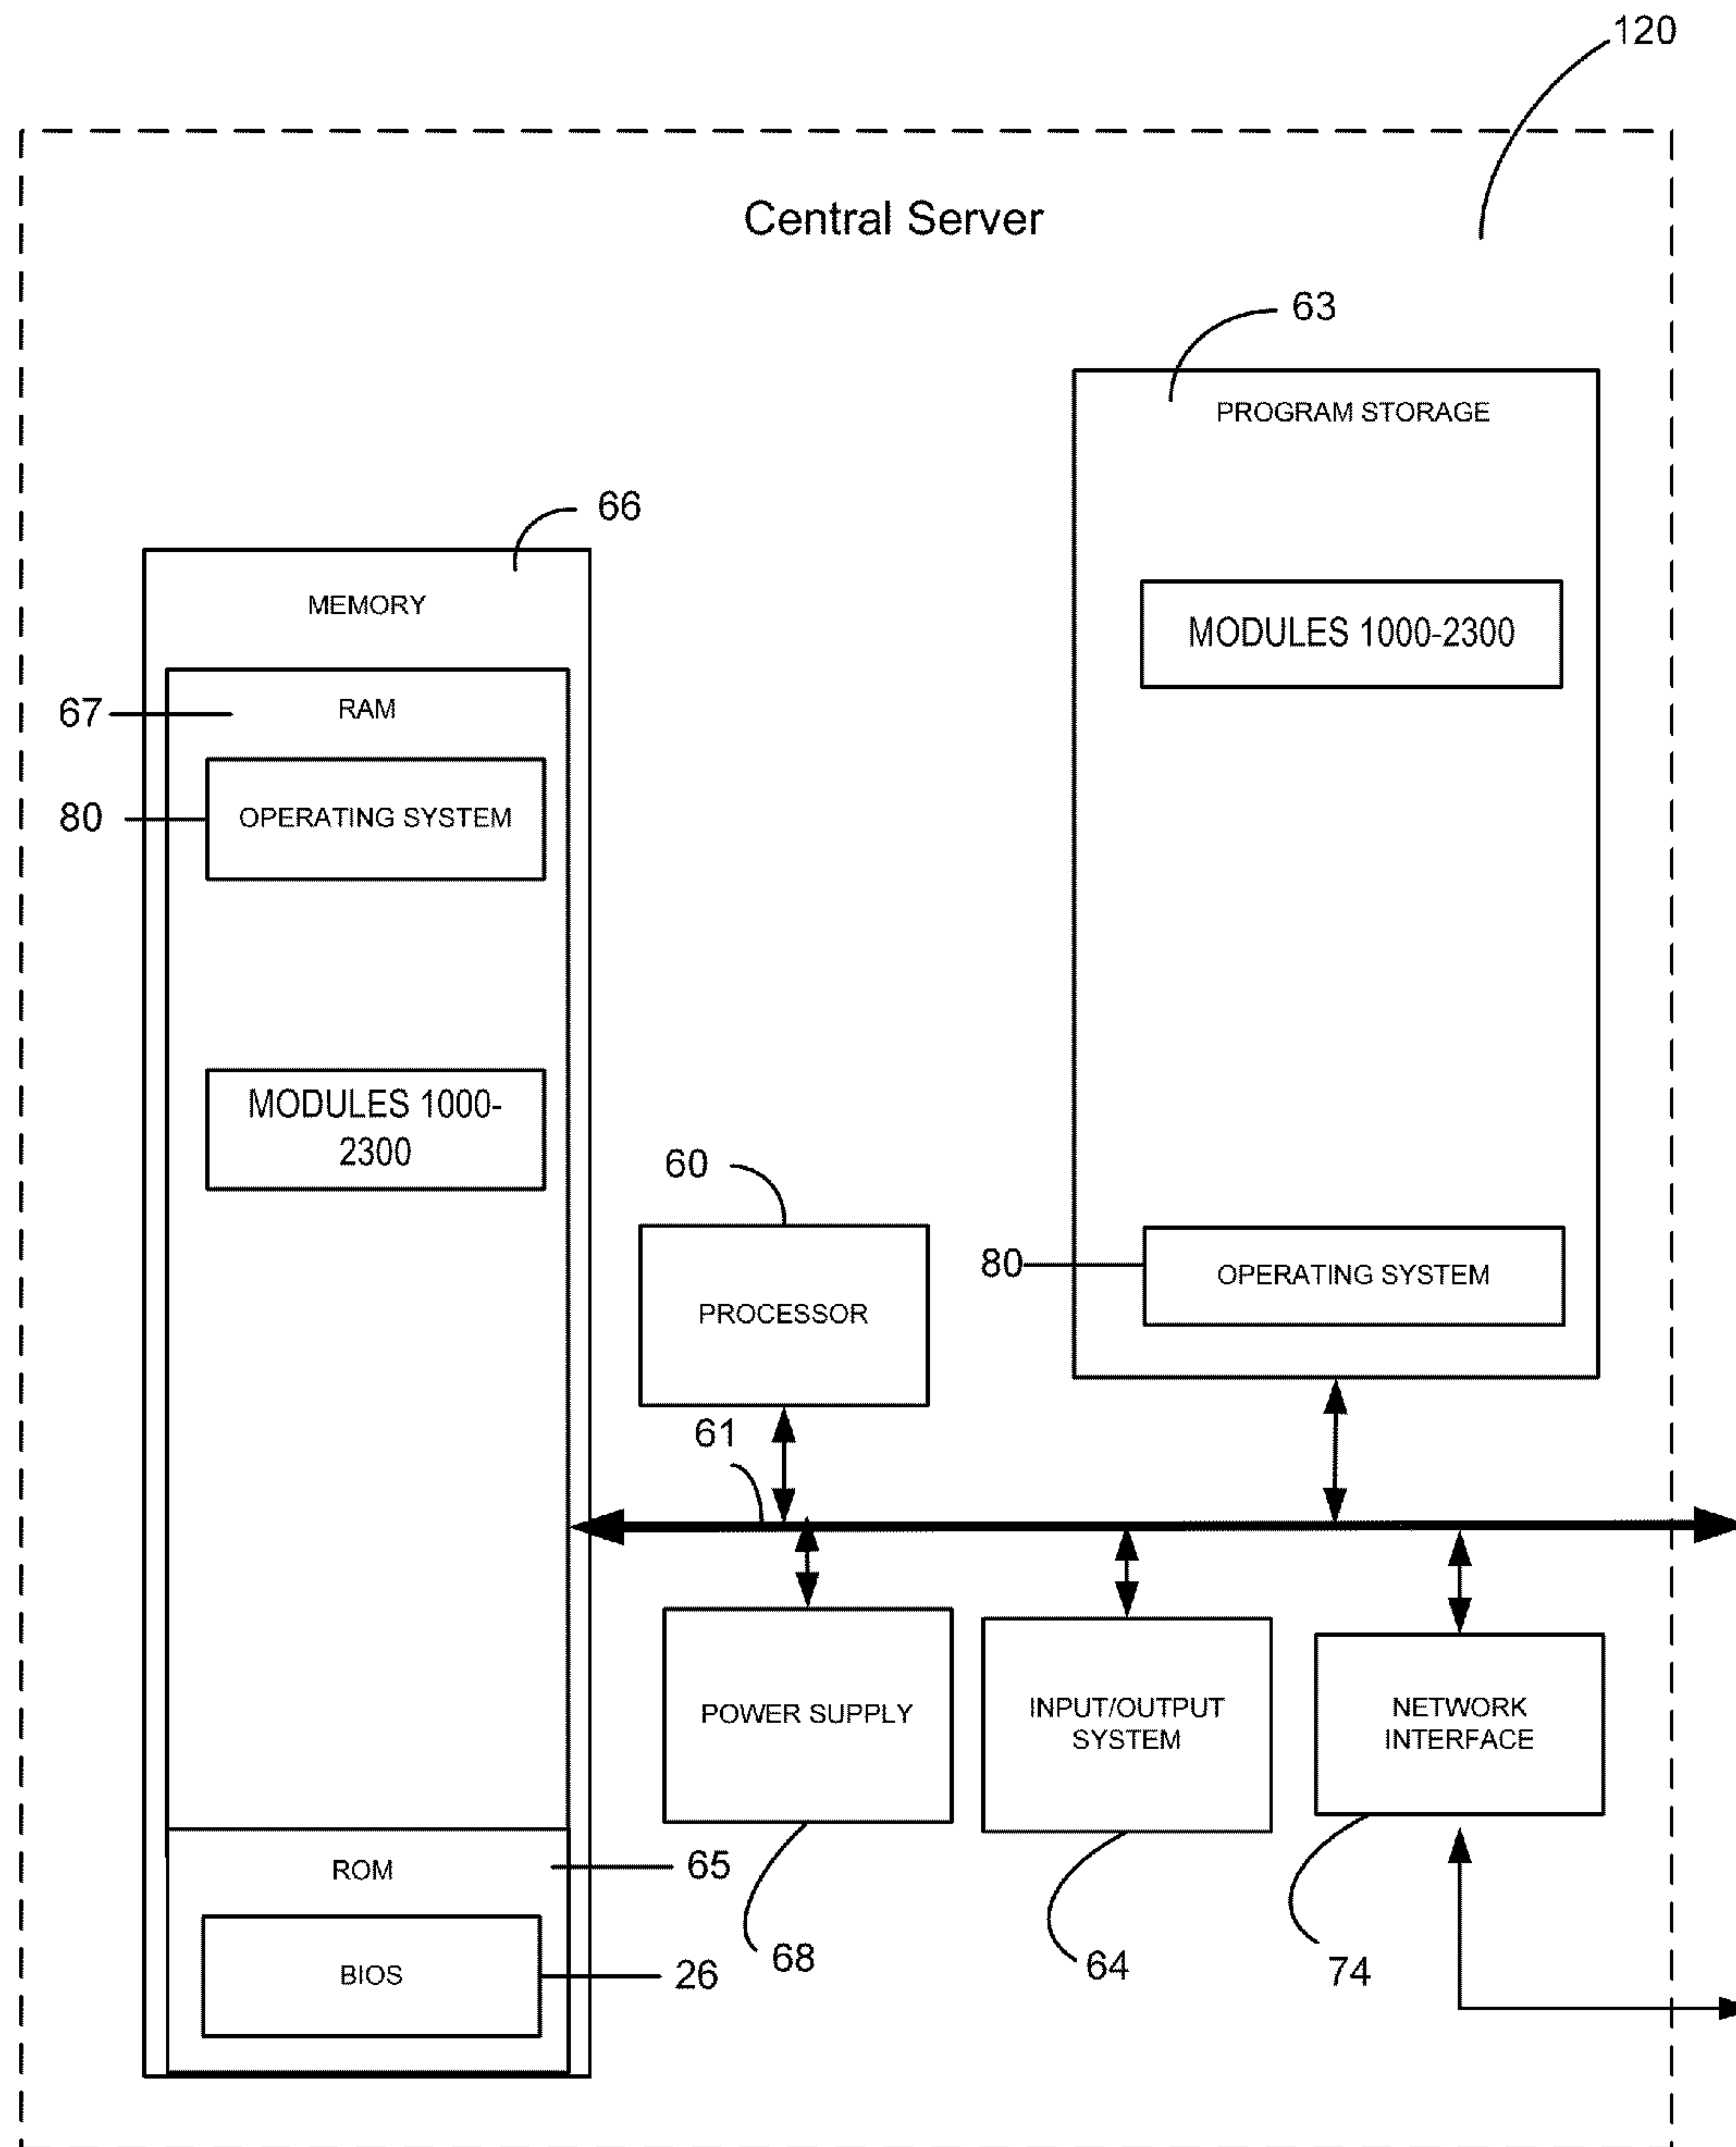 120
Central Server
63
PROGRAM STORAGE
66
MEMORY
MODULES 1000-2300
67
RAM
80
OPERATING SYSTEM
MODULES 1000-
2300
60
PROCESSOR
80
OPERATING SYSTEM
61
POWER SUPPLY
INPUT/OUTPUT
SYSTEM
NETWORK
INTERFACE
ROM
65
68
64
74
BIOS
26